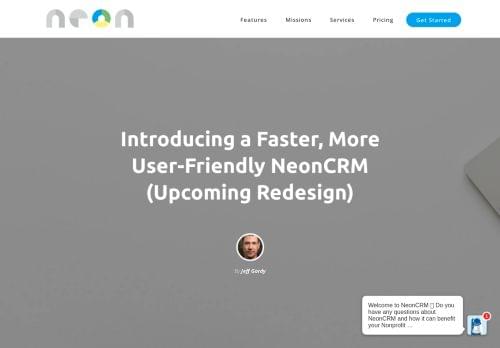 neon
Features
Missions
Services
Pricing
Get Started
Introducing a Faster, More
User-Friendly NeonCRM
(Upcoming Redesign)
By Jeff Gordy
Welcome to NeonCRM ▯ Do you
have any questions about
NeonCRM and how it can benefit
your Nonprofit ...
1